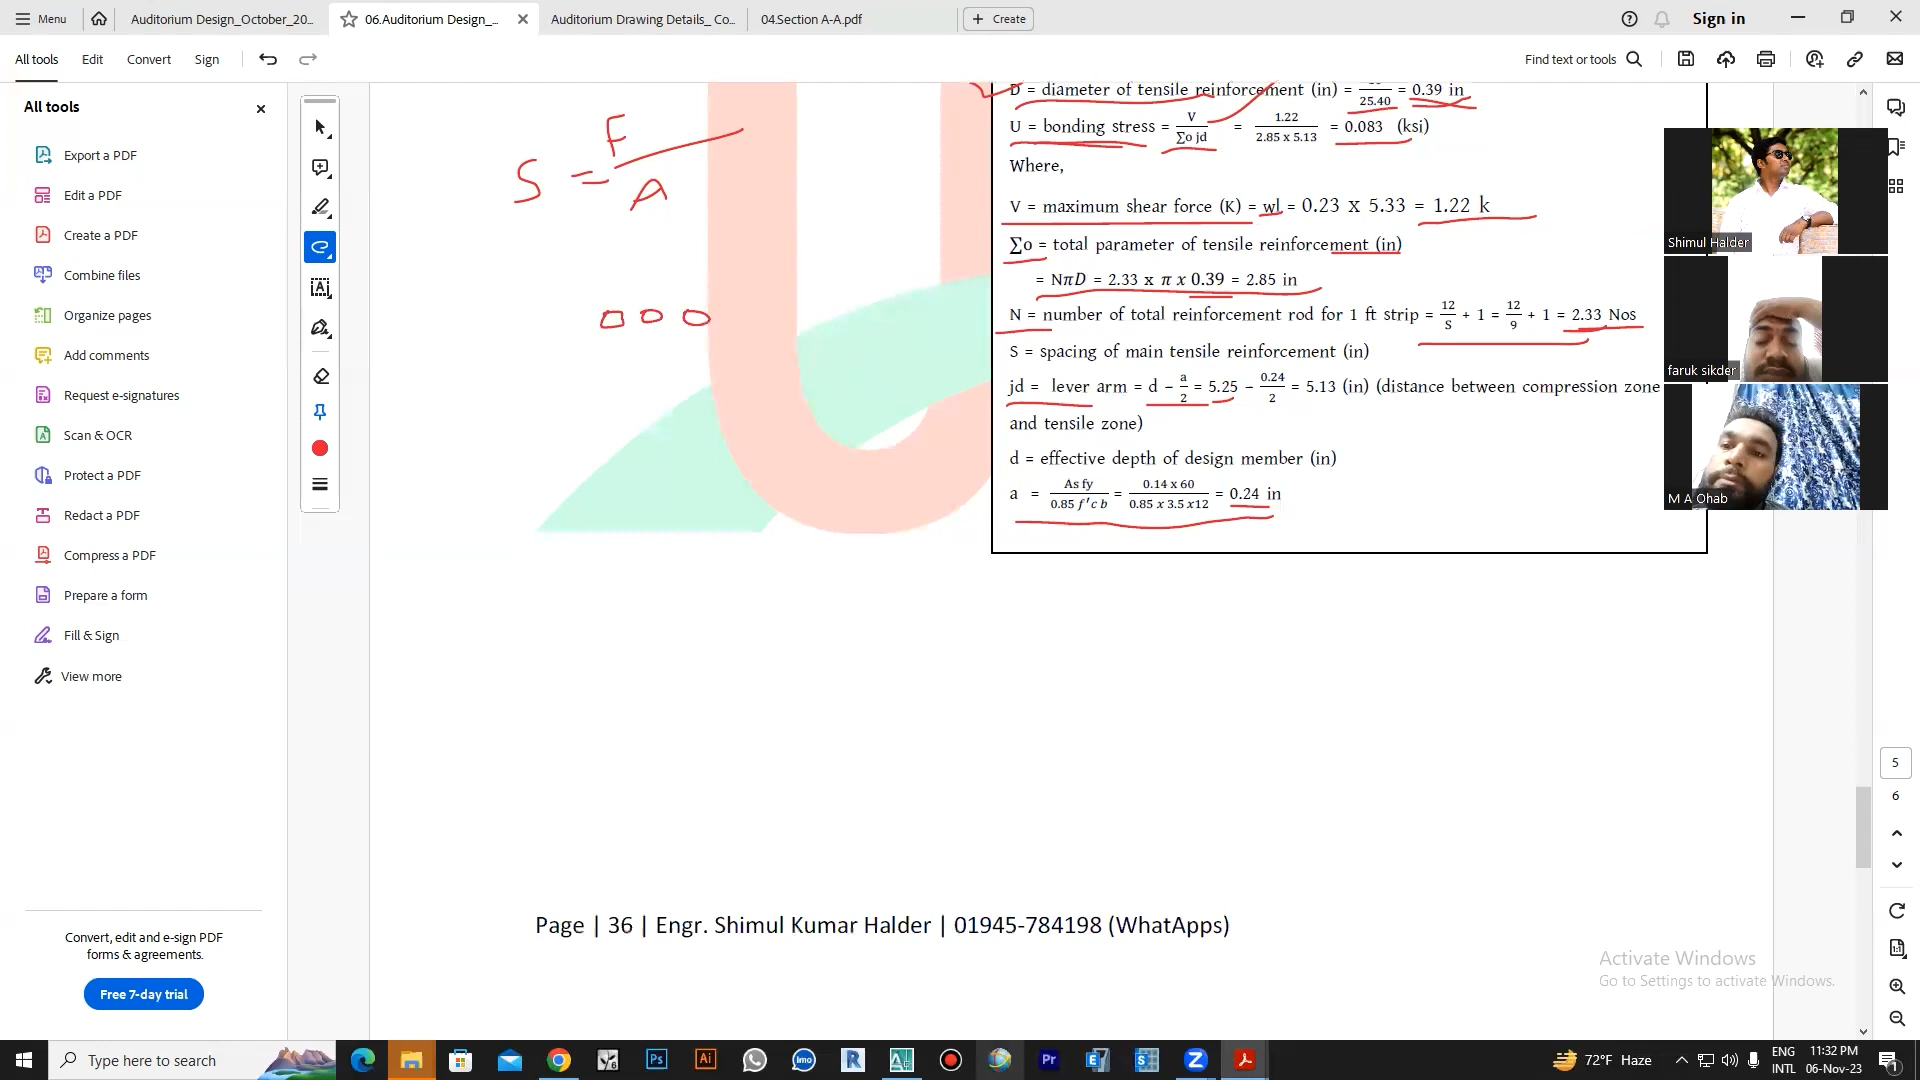 Menu
Auditorium Design_October_20...
06.Auditorium Design_...
Auditorium Drawing Details_ Co...
04.Section A-A.pdf
Create
Sign in
All tools
Edit
Convert
Sign
Find text or tools
All tools
Export a PDF
Edit a PDF
Create a PDF
Combine files
Organize pages
Add comments
Request e-signatures
Scan & OCR
Protect a PDF
Redact a PDF
Compress a PDF
Prepare a form
Fill & Sign
View more
Convert, edit and e-sign PDF
forms & agreements.
Free 7-day trial
S = F/A
D = diameter of tensile reinforcement (in) = /25.40 = 0.39 in
U = bonding stress = V/∑o jd = 1.22/2.85 x 5.13 = 0.083 (ksi)
Where,
V = maximum shear force (K) = wl = 0.23 x 5.33 = 1.22 k
∑o = total parameter of tensile reinforcement (in)
= NπD = 2.33 x π x 0.39 = 2.85 in
N = number of total reinforcement rod for 1 ft strip = 12/S + 1 = 12/9 + 1 = 2.33 Nos
S = spacing of main tensile reinforcement (in)
jd = lever arm = d − a/2 = 5.25 − 0.24/2 = 5.13 (in) (distance between compression zone
and tensile zone)
d = effective depth of design member (in)
a = As fy/0.85 f′c b = 0.14 x 60/0.85 x 3.5 x12 = 0.24 in
Page | 36 | Engr. Shimul Kumar Halder | 01945-784198 (WhatApps)
Shimul Halder
faruk sikder
M A Ohab
5
6
Activate Windows
Go to Settings to activate Windows.
Type here to search
72°F Haze
ENG
INTL
11:32 PM
06-Nov-23
1